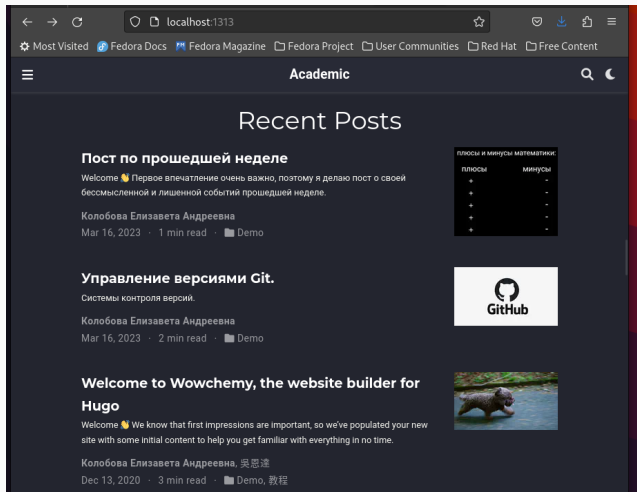 localhost:1313
Most Visited Fedora Docs Fedora Magazine Fedora Project User Communities Red Hat Free Content
Academic
Recent Posts
Пост по прошедшей неделе
Welcome 👋 Первое впечатление очень важно, поэтому я делаю пост о своей
бессмысленной и лишенной событий прошедшей неделе.
Колобова Елизавета Андреевна
Mar 16, 2023 · 1 min read · Demo
плюсы и минусы математики:
плюсы минусы
+ -
+ -
+ -
+ -
+ -
Управление версиями Git.
Системы контроля версий.
Колобова Елизавета Андреевна
Mar 16, 2023 · 2 min read · Demo
GitHub
Welcome to Wowchemy, the website builder for
Hugo
Welcome 👋 We know that first impressions are important, so we've populated your new
site with some initial content to help you get familiar with everything in no time.
Колобова Елизавета Андреевна, 吳恩達
Dec 13, 2020 · 3 min read · Demo, 教程